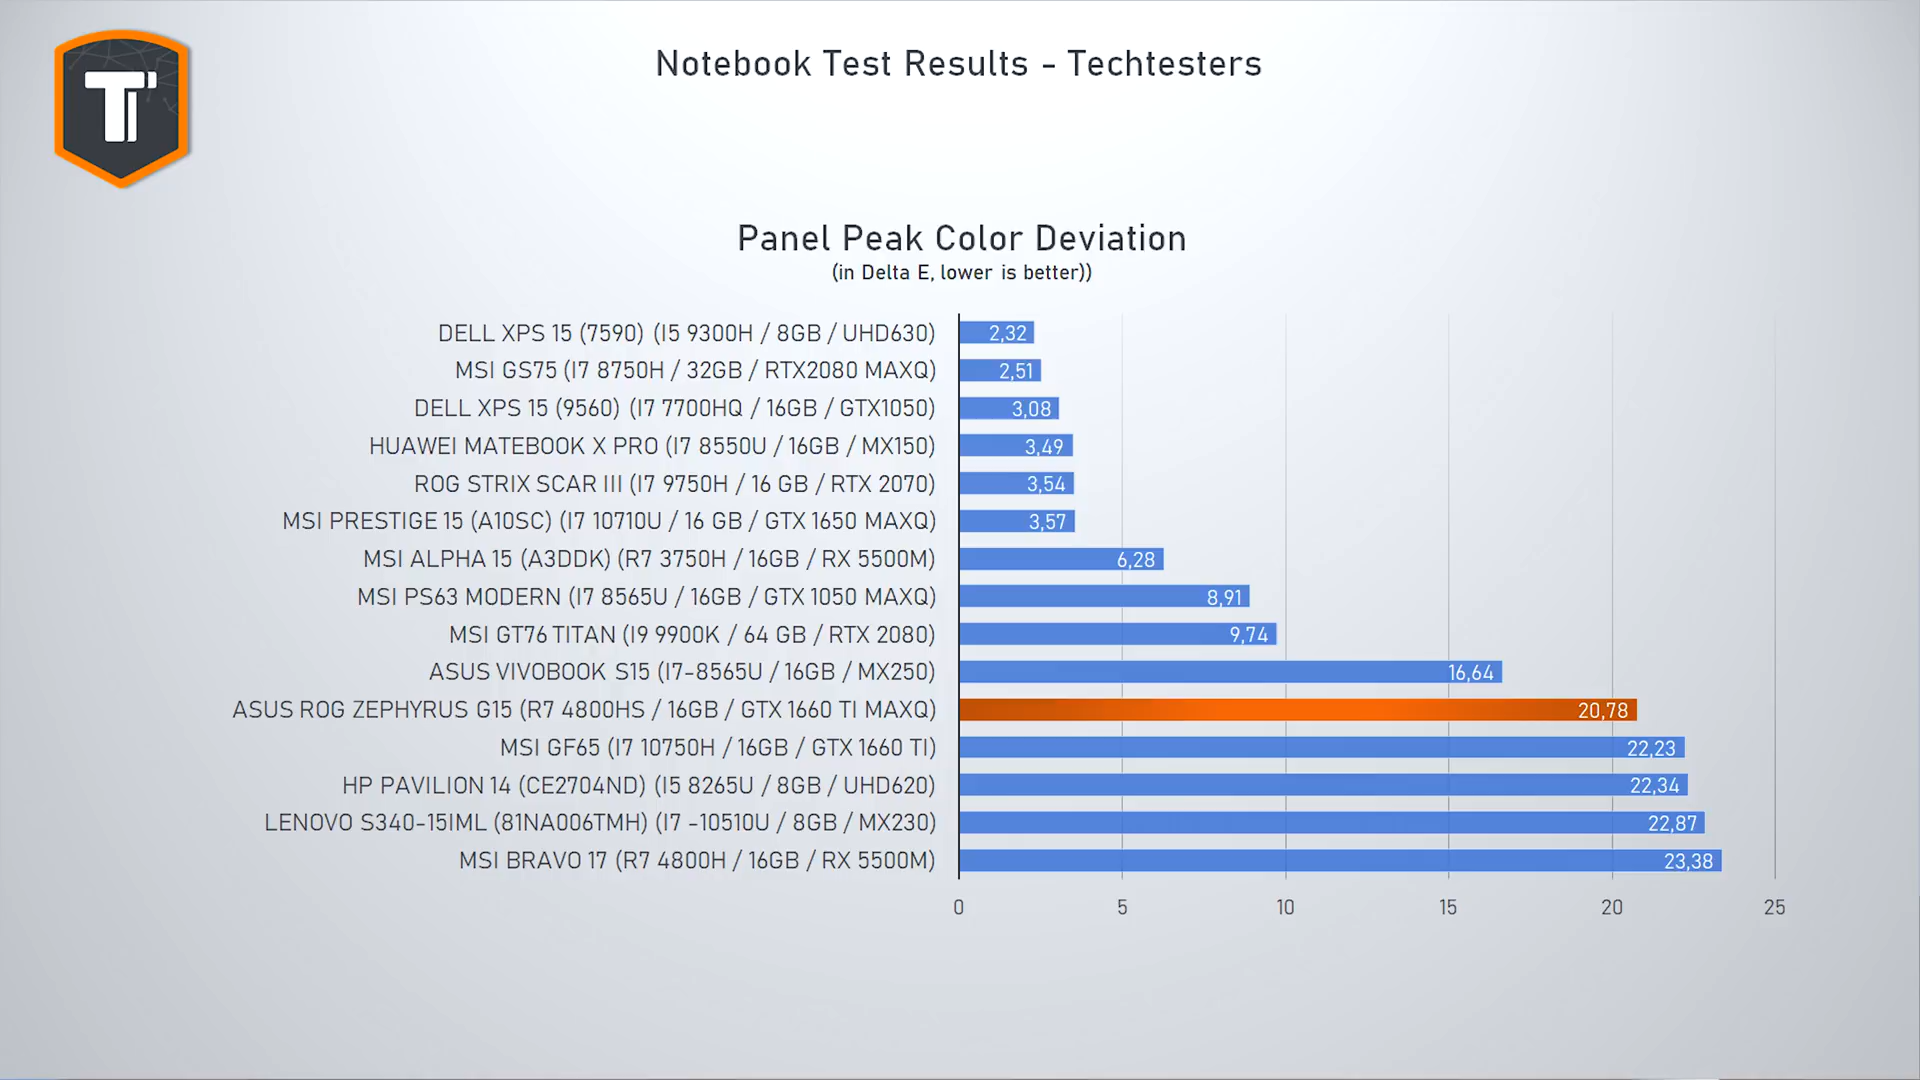 Notebook Test Results - Techtesters
Panel Peak Color Deviation
(in Delta E, lower is better))
DELL XPS 15 (7590) (I5 9300H / 8GB / UHD630) 2,32
MSI GS75 (I7 8750H / 32GB / RTX2080 MAXQ) 2,51
DELL XPS 15 (9560) (I7 7700HQ / 16GB / GTX1050) 3,08
HUAWEI MATEBOOK X PRO (I7 8550U / 16GB / MX150) 3,49
ROG STRIX SCAR III (I7 9750H / 16 GB / RTX 2070) 3,54
MSI PRESTIGE 15 (A10SC) (I7 10710U / 16 GB / GTX 1650 MAXQ) 3,57
MSI ALPHA 15 (A3DDK) (R7 3750H / 16GB / RX 5500M) 6,28
MSI PS63 MODERN (I7 8565U / 16GB / GTX 1050 MAXQ) 8,91
MSI GT76 TITAN (I9 9900K / 64 GB / RTX 2080) 9,74
ASUS VIVOBOOK S15 (I7-8565U / 16GB / MX250) 16,64
ASUS ROG ZEPHYRUS G15 (R7 4800HS / 16GB / GTX 1660 TI MAXQ) 20,78
MSI GF65 (I7 10750H / 16GB / GTX 1660 TI) 22,23
HP PAVILION 14 (CE2704ND) (I5 8265U / 8GB / UHD620) 22,34
LENOVO S340-15IML (81NA006TMH) (I7 -10510U / 8GB / MX230) 22,87
MSI BRAVO 17 (R7 4800H / 16GB / RX 5500M) 23,38
0 5 10 15 20 25